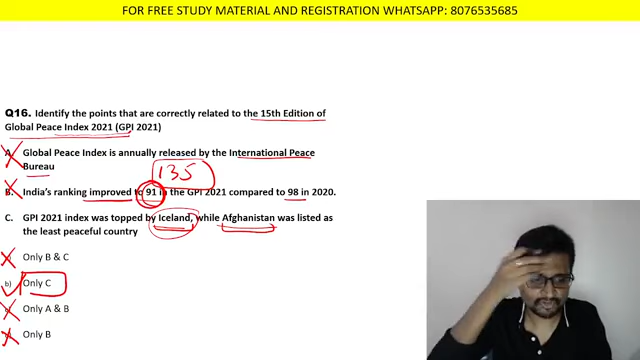 FOR FREE STUDY MATERIAL AND REGISTRATION WHATSAPP: 8076535685
Q16. Identify the points that are correctly related to the 15th Edition of
Global Peace Index 2021 (GPI 2021)
A. Global Peace Index is annually released by the International Peace
Bureau
135
B. India's ranking improved to 91 in the GPI 2021 compared to 98 in 2020.
C. GPI 2021 index was topped by Iceland, while Afghanistan was listed as
the least peaceful country
Only B & C
b) Only C
Only A & B
Only B